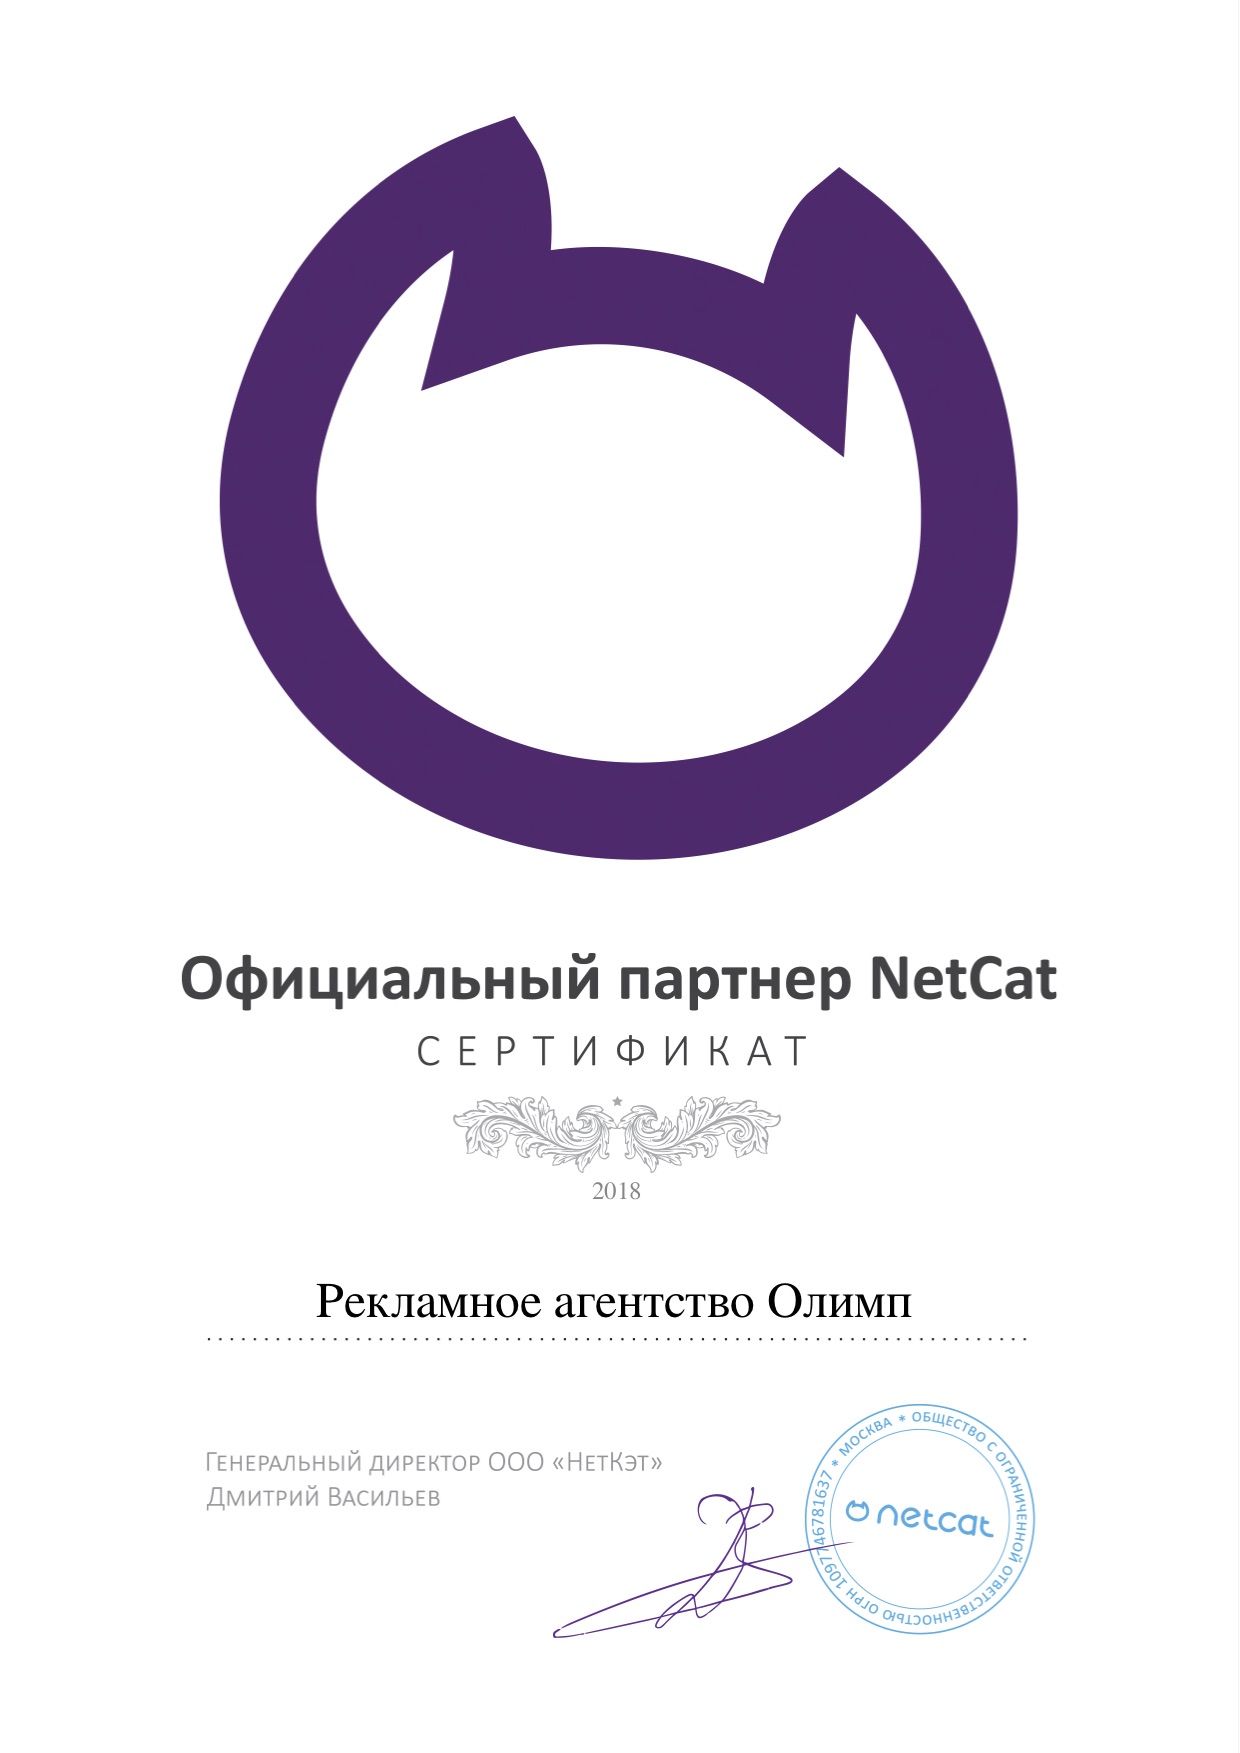 Официальный партнер NetCat
СЕРТИФИКАТ
2018
Рекламное агентство Олимп
Генеральный директор ООО «НетКэт»
Дмитрий Васильев
* МОСКВА * ОБЩЕСТВО С ОГРАНИЧЕННОЙ ОТВЕТСТВЕННОСТЬЮ ОГРН 1097746781637
netcat